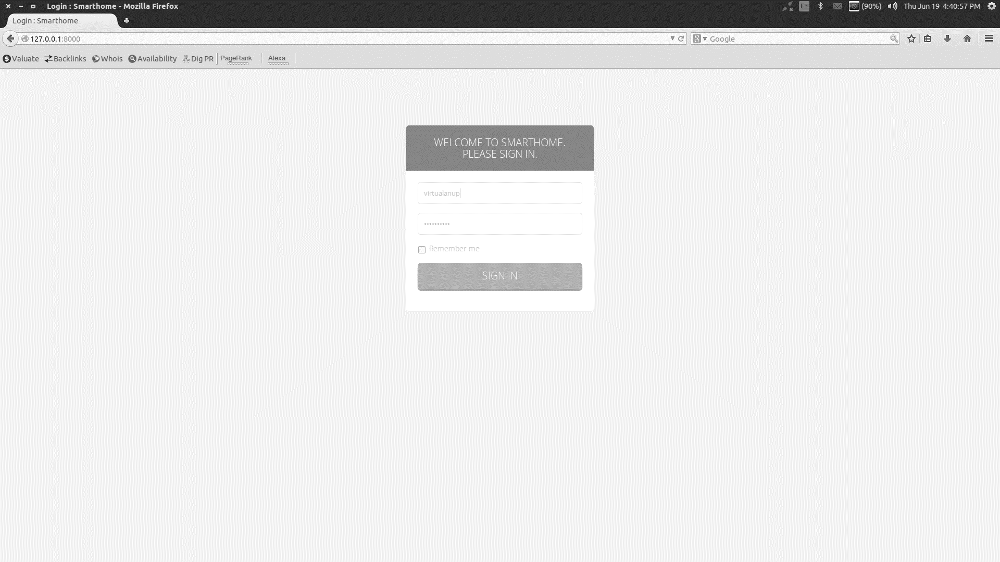 Login : Smarthome - Mozilla Firefox
En
(90%)
Thu Jun 19 4:40:57 PM
Login : Smarthome
127.0.0.1:8000
Google
Valuate
Backlinks
Whois
Availability
Dig PR
PageRank
Alexa
WELCOME TO SMARTHOME.
PLEASE SIGN IN.
virtualanup
••••••••••
Remember me
SIGN IN